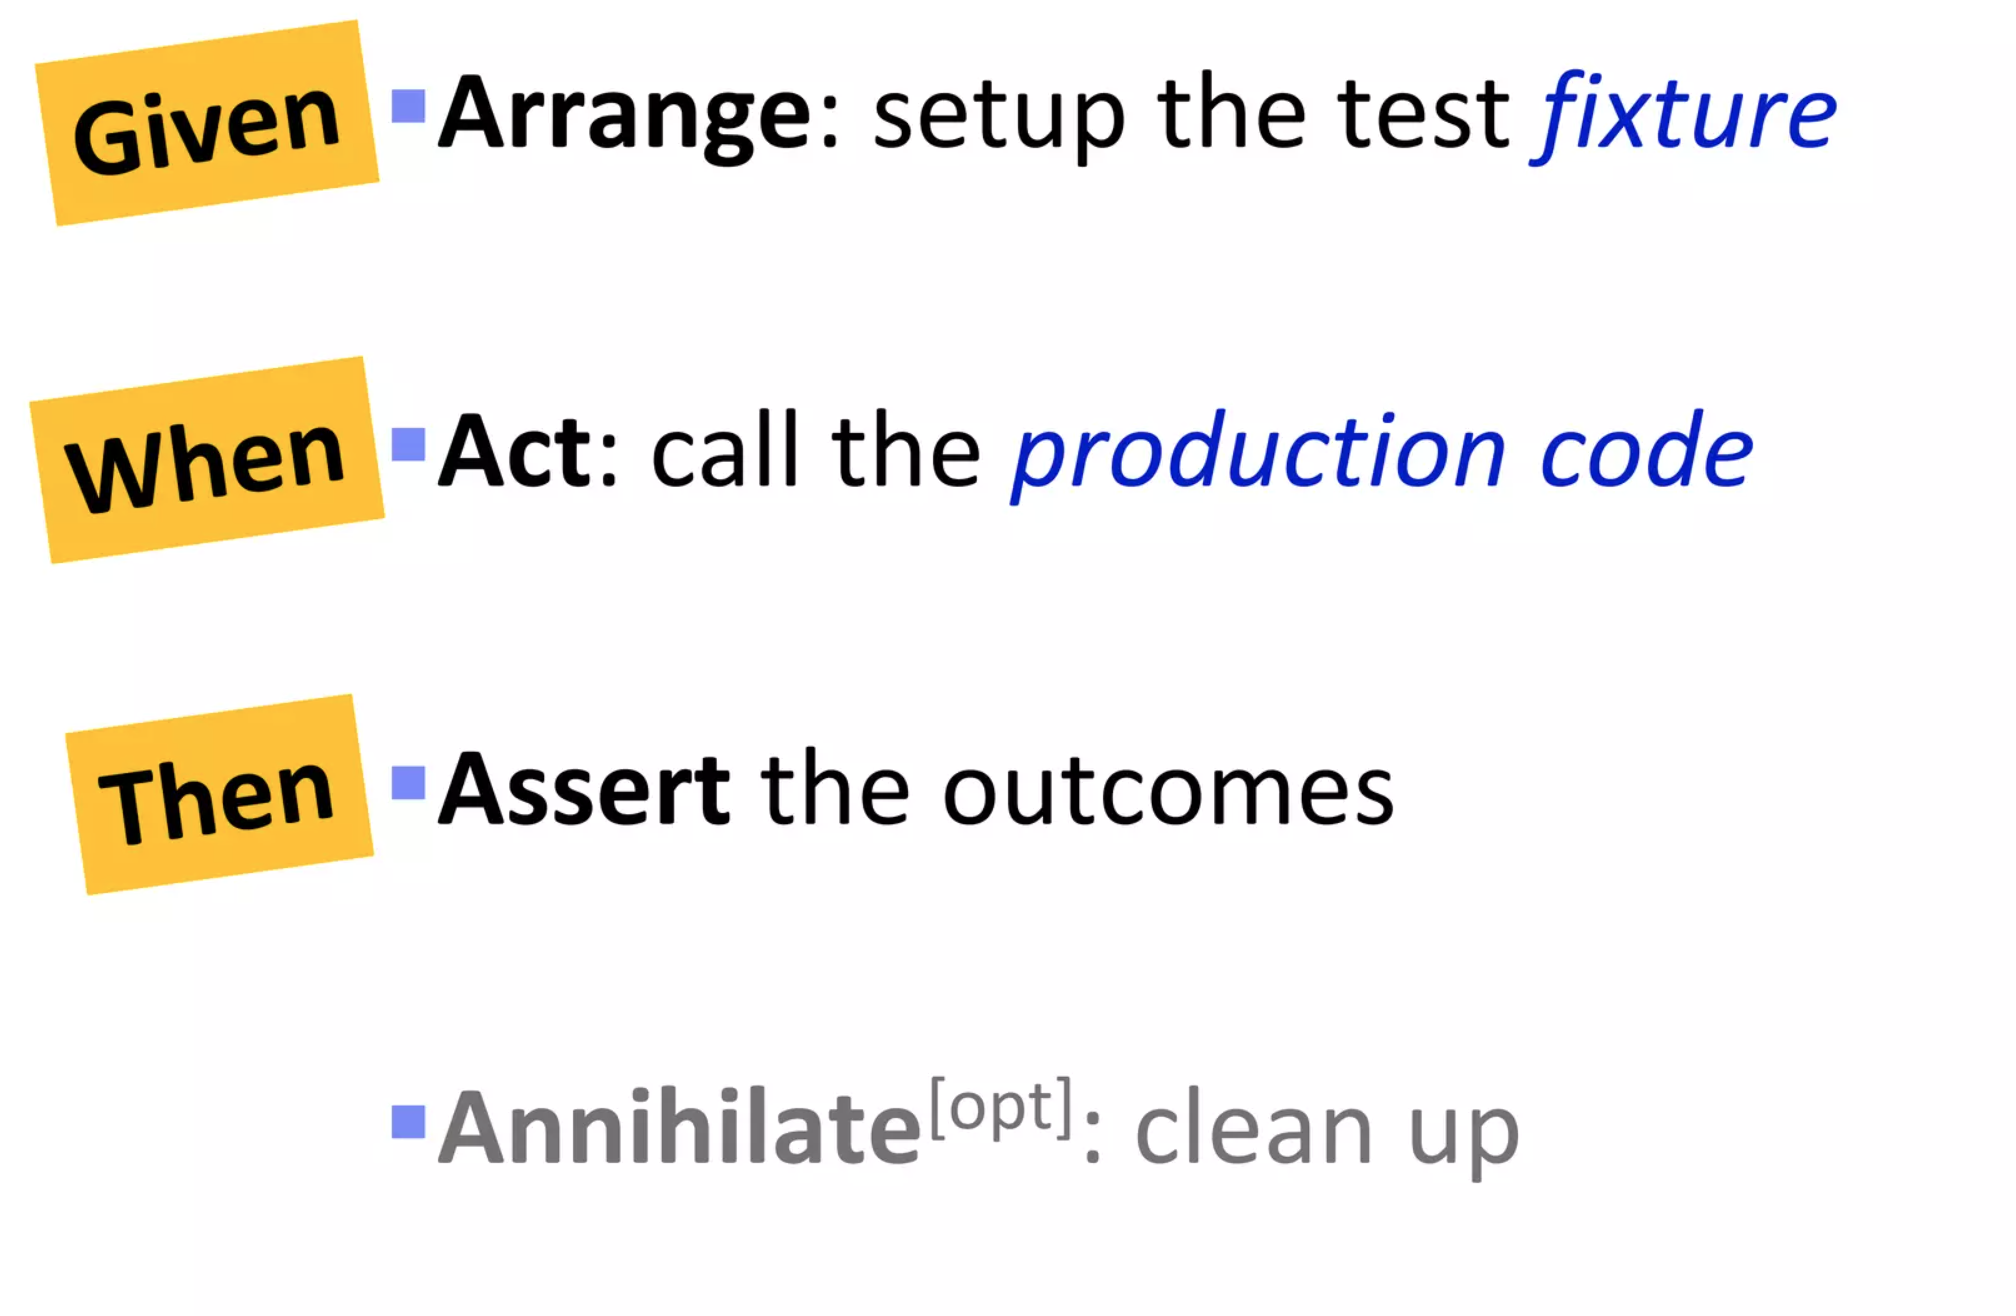 Given ▪Arrange: setup the test fixture
When ▪Act: call the production code
Then ▪Assert the outcomes
▪Annihilate[opt]: clean up